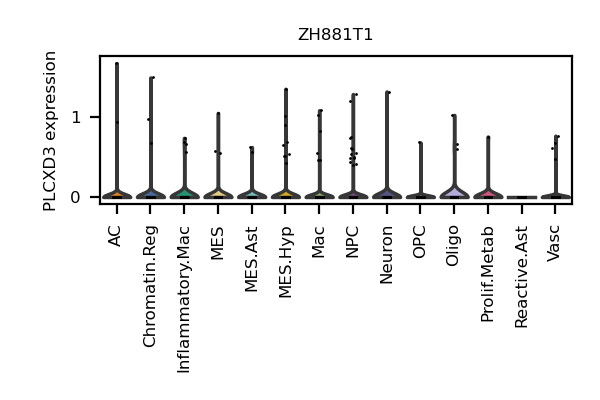 ZH881T1
PLCXD3 expression
1
0
AC
Chromatin.Reg
Inflammatory.Mac
MES
MES.Ast
MES.Hyp
Mac
NPC
Neuron
OPC
Oligo
Prolif.Metab
Reactive.Ast
Vasc